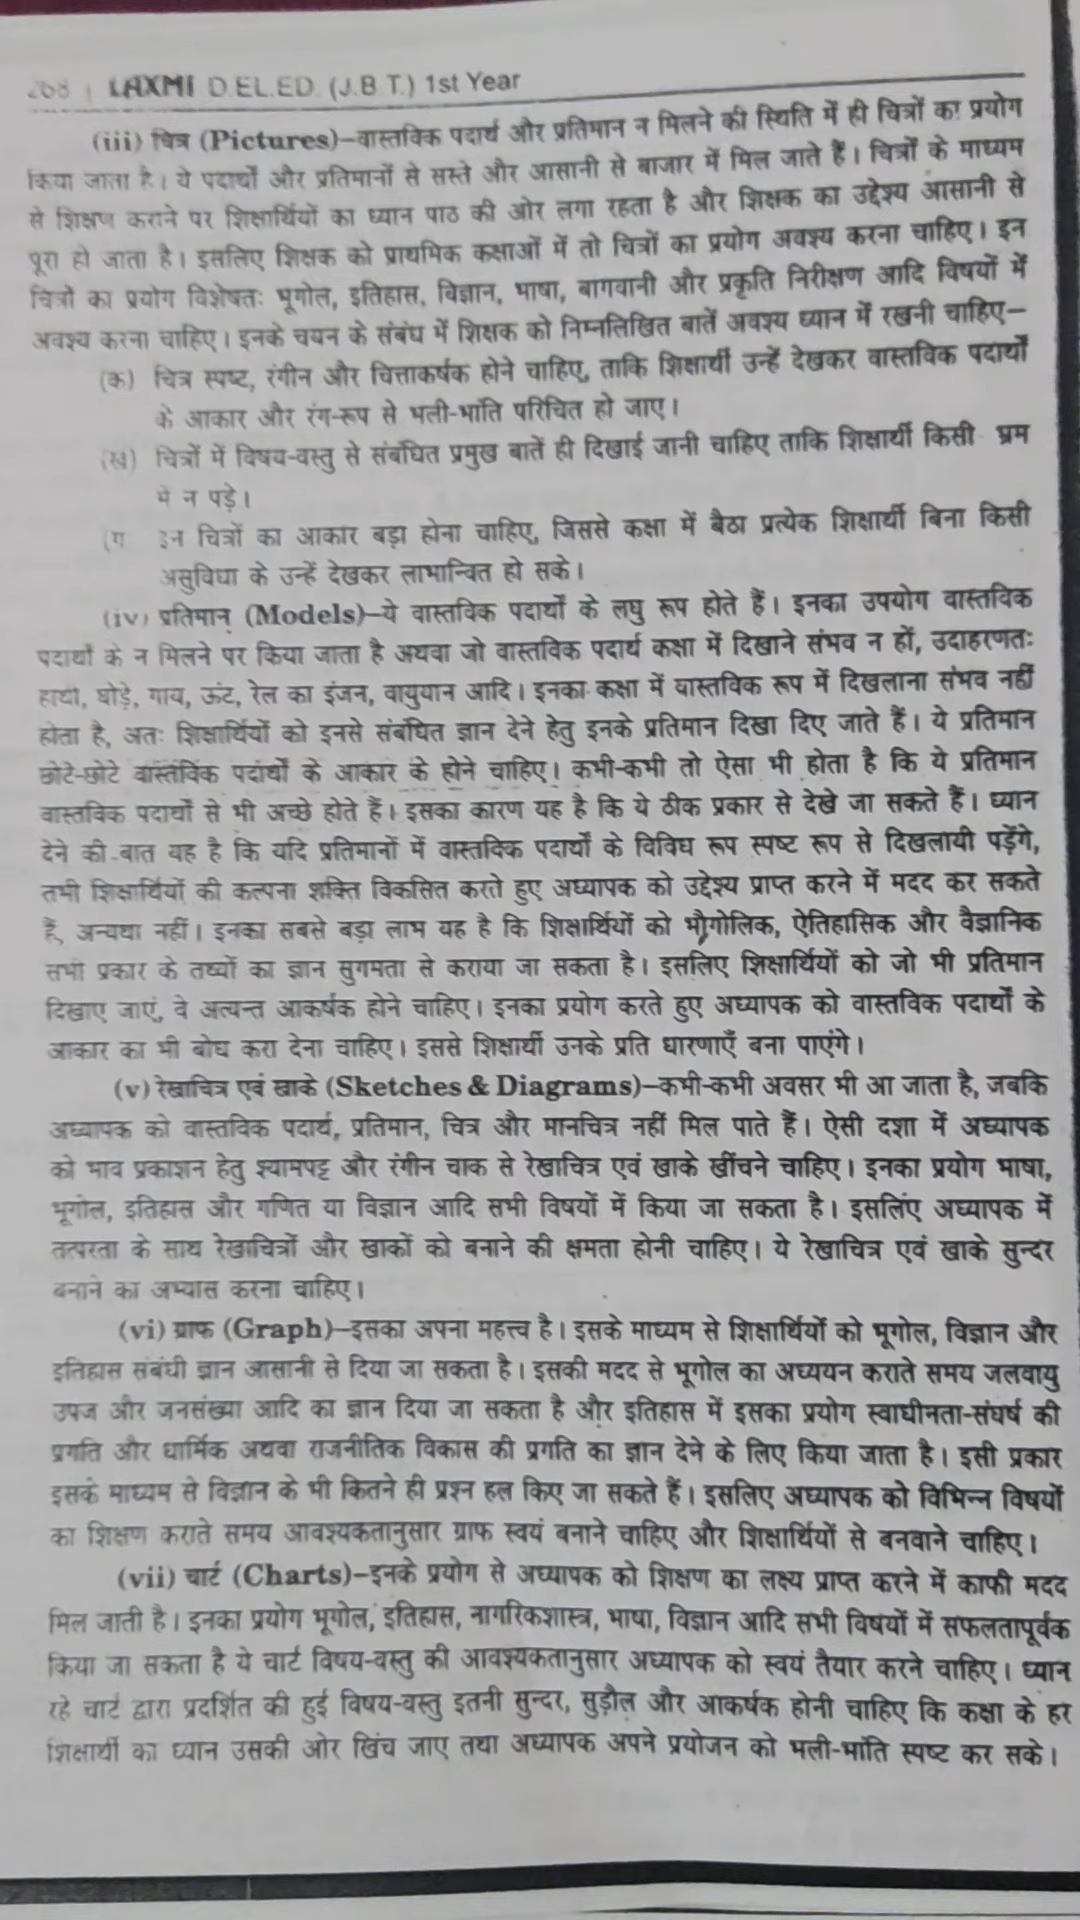 268 | LAXMI D.EL.ED. (J.B.T.) 1st Year
(iii) चित्र (Pictures)–वास्तविक पदार्थ और प्रतिमान न मिलने की स्थिति में ही चित्रों का प्रयोग
किया जाता है। ये पदार्थों और प्रतिमानों से सस्ते और आसानी से बाजार में मिल जाते हैं। चित्रों के माध्यम
से शिक्षण कराने पर शिक्षार्थियों का ध्यान पाठ की ओर लगा रहता है और शिक्षक का उद्देश्य आसानी से
पूरा हो जाता है। इसलिए शिक्षक को प्राथमिक कक्षाओं में तो चित्रों का प्रयोग अवश्य करना चाहिए। इन
चित्रों का प्रयोग विशेषतः भूगोल, इतिहास, विज्ञान, भाषा, बागवानी और प्रकृति निरीक्षण आदि विषयों में
अवश्य करना चाहिए। इनके चयन के संबंध में शिक्षक को निम्नलिखित बातें अवश्य ध्यान में रखनी चाहिए–
(क) चित्र स्पष्ट, रंगीन और चित्ताकर्षक होने चाहिए, ताकि शिक्षार्थी उन्हें देखकर वास्तविक पदार्थों
के आकार और रंग-रूप से भली-भांति परिचित हो जाए।
(ख) चित्रों में विषय-वस्तु से संबंधित प्रमुख बातें ही दिखाई जानी चाहिए ताकि शिक्षार्थी किसी भ्रम
में न पड़े।
(ग इन चित्रों का आकार बड़ा होना चाहिए, जिससे कक्षा में बैठा प्रत्येक शिक्षार्थी बिना किसी
असुविधा के उन्हें देखकर लाभान्वित हो सके।
(iv) प्रतिमान (Models)–ये वास्तविक पदार्थों के लघु रूप होते हैं। इनका उपयोग वास्तविक
पदार्थों के न मिलने पर किया जाता है अथवा जो वास्तविक पदार्थ कक्षा में दिखाने संभव न हों, उदाहरणतः
हाथी, घोड़े, गाय, ऊंट, रेल का इंजन, वायुयान आदि। इनका कक्षा में वास्तविक रूप में दिखलाना संभव नहीं
होता है, अतः शिक्षार्थियों को इनसे संबंधित ज्ञान देने हेतु इनके प्रतिमान दिखा दिए जाते हैं। ये प्रतिमान
छोटे-छोटे वास्तविक पदार्थों के आकार के होने चाहिए। कभी-कभी तो ऐसा भी होता है कि ये प्रतिमान
वास्तविक पदार्थों से भी अच्छे होते हैं। इसका कारण यह है कि ये ठीक प्रकार से देखे जा सकते हैं। ध्यान
देने की बात यह है कि यदि प्रतिमानों में वास्तविक पदार्थों के विविध रूप स्पष्ट रूप से दिखलायी पड़ेंगे,
तभी शिक्षार्थियों की कल्पना शक्ति विकसित करते हुए अध्यापक को उद्देश्य प्राप्त करने में मदद कर सकते
हैं, अन्यथा नहीं। इनका सबसे बड़ा लाभ यह है कि शिक्षार्थियों को भौगोलिक, ऐतिहासिक और वैज्ञानिक
सभी प्रकार के तथ्यों का ज्ञान सुगमता से कराया जा सकता है। इसलिए शिक्षार्थियों को जो भी प्रतिमान
दिखाए जाएं, वे अत्यन्त आकर्षक होने चाहिए। इनका प्रयोग करते हुए अध्यापक को वास्तविक पदार्थों के
आकार का भी बोध करा देना चाहिए। इससे शिक्षार्थी उनके प्रति धारणाएँ बना पाएंगे।
(v) रेखाचित्र एवं खाके (Sketches & Diagrams)–कभी-कभी अवसर भी आ जाता है, जबकि
अध्यापक को वास्तविक पदार्थ, प्रतिमान, चित्र और मानचित्र नहीं मिल पाते हैं। ऐसी दशा में अध्यापक
को भाव प्रकाशन हेतु श्यामपट्ट और रंगीन चाक से रेखाचित्र एवं खाके खींचने चाहिए। इनका प्रयोग भाषा,
भूगोल, इतिहास और गणित या विज्ञान आदि सभी विषयों में किया जा सकता है। इसलिए अध्यापक में
तत्परता के साथ रेखाचित्रों और खाकों को बनाने की क्षमता होनी चाहिए। ये रेखाचित्र एवं खाके सुन्दर
बनाने का अभ्यास करना चाहिए।
(vi) ग्राफ (Graph)–इसका अपना महत्त्व है। इसके माध्यम से शिक्षार्थियों को भूगोल, विज्ञान और
इतिहास संबंधी ज्ञान आसानी से दिया जा सकता है। इसकी मदद से भूगोल का अध्ययन कराते समय जलवायु
उपज और जनसंख्या आदि का ज्ञान दिया जा सकता है और इतिहास में इसका प्रयोग स्वाधीनता-संघर्ष की
प्रगति और धार्मिक अथवा राजनीतिक विकास की प्रगति का ज्ञान देने के लिए किया जाता है। इसी प्रकार
इसके माध्यम से विज्ञान के भी कितने ही प्रश्न हल किए जा सकते हैं। इसलिए अध्यापक को विभिन्न विषयों
का शिक्षण कराते समय आवश्यकतानुसार ग्राफ स्वयं बनाने चाहिए और शिक्षार्थियों से बनवाने चाहिए।
(vii) चार्ट (Charts)–इनके प्रयोग से अध्यापक को शिक्षण का लक्ष्य प्राप्त करने में काफी मदद
मिल जाती है। इनका प्रयोग भूगोल, इतिहास, नागरिकशास्त्र, भाषा, विज्ञान आदि सभी विषयों में सफलतापूर्वक
किया जा सकता है ये चार्ट विषय-वस्तु की आवश्यकतानुसार अध्यापक को स्वयं तैयार करने चाहिए। ध्यान
रहे चार्ट द्वारा प्रदर्शित की हुई विषय-वस्तु इतनी सुन्दर, सुडौल और आकर्षक होनी चाहिए कि कक्षा के हर
शिक्षार्थी का ध्यान उसकी ओर खिंच जाए तथा अध्यापक अपने प्रयोजन को भली-भांति स्पष्ट कर सके।